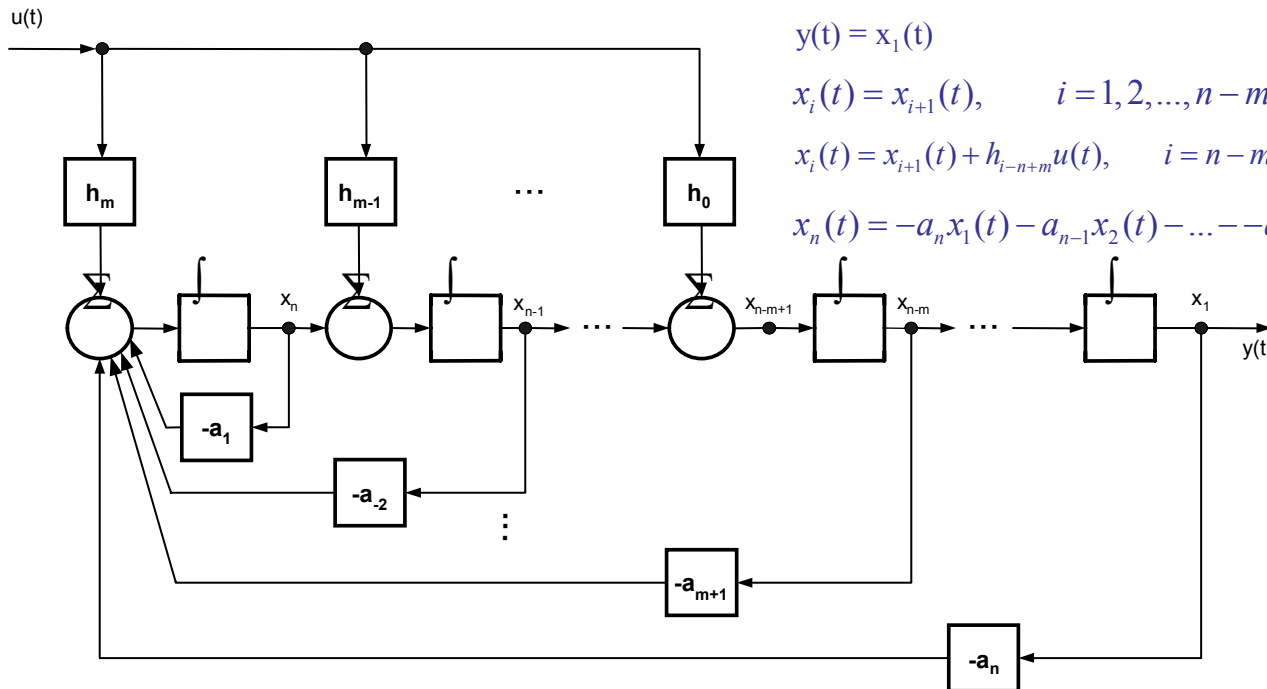 u(t)
y(t) = x₁(t)
xᵢ(t) = xᵢ₊₁(t), i = 1, 2, ..., n − m
xᵢ(t) = xᵢ₊₁(t) + hᵢ₋ₙ₊ₘu(t), i = n − m
xₙ(t) = −aₙx₁(t) − aₙ₋₁x₂(t) − ... − −a
hₘ
hₘ₋₁
...
h₀
Σ ∫ Σ ∫ Σ ∫ ∫
xₙ xₙ₋₁ ... xₙ₋ₘ₊₁ xₙ₋ₘ ... x₁
y(t
-a₁
-a₋₂
⋮
-aₘ₊₁
-aₙ